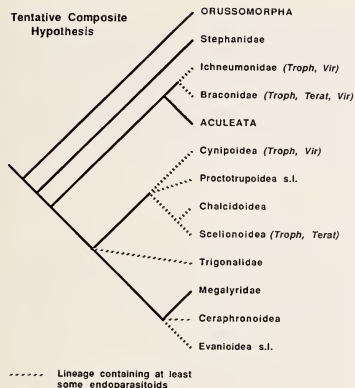 Tentative Composite
Hypothesis
ORUSSOMORPHA
Stephanidae
Ichneumonidae (Troph, Vir)
Braconidae (Troph, Terat, Vir)
ACULEATA
Cynipoidea (Troph, Vir)
Proctotrupoidea s.l.
Chalcidoidea
Scelionoidea (Troph, Terat)
Trigonalidae
Megalyridae
Ceraphronoidea
Evanioidea s.l.
Lineage containing at least
some endoparasitoids